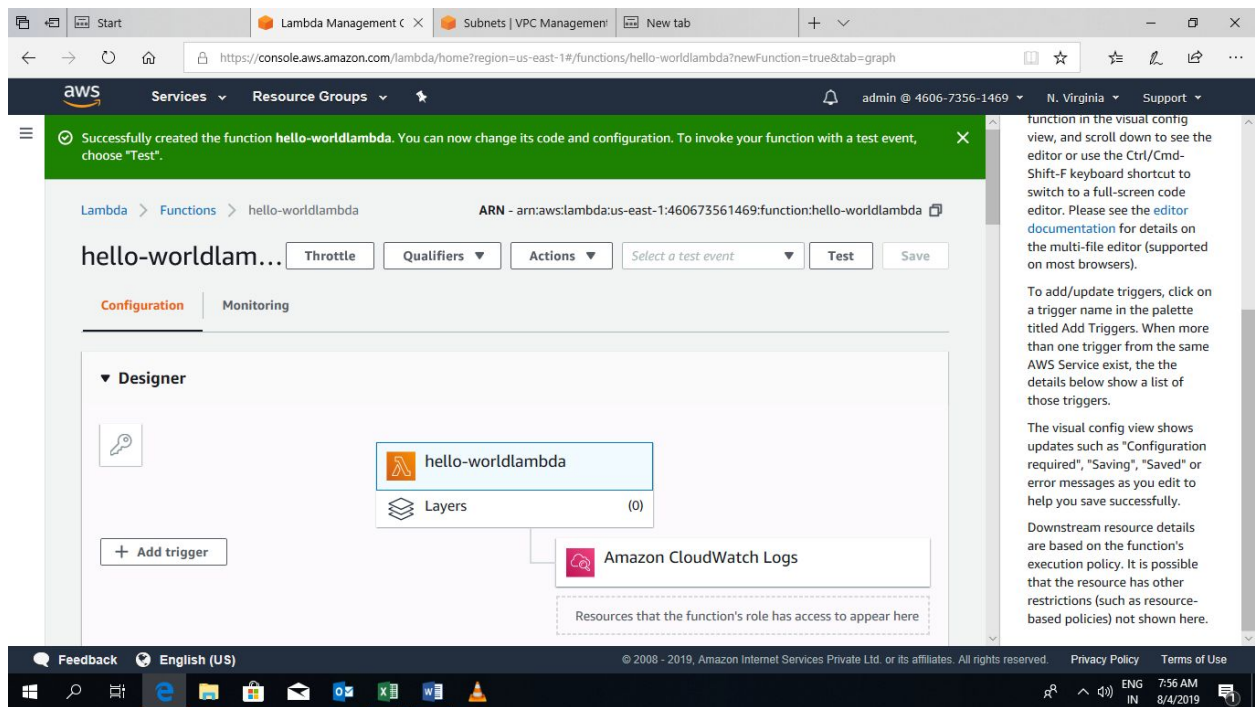 Start
Lambda Management C
Subnets | VPC Management
New tab
https://console.aws.amazon.com/lambda/home?region=us-east-1#/functions/hello-worldlambda?newFunction=true&tab=graph
aws
Services
Resource Groups
admin @ 4606-7356-1469
N. Virginia
Support
Successfully created the function hello-worldlambda. You can now change its code and configuration. To invoke your function with a test event,
choose "Test".
Lambda > Functions > hello-worldlambda
ARN - arn:aws:lambda:us-east-1:460673561469:function:hello-worldlambda
hello-worldlam...
Throttle
Qualifiers
Actions
Select a test event
Test
Save
Configuration
Monitoring
Designer
hello-worldlambda
Layers
(0)
+ Add trigger
Amazon CloudWatch Logs
Resources that the function's role has access to appear here
function in the visual config
view, and scroll down to see the
editor or use the Ctrl/Cmd-
Shift-F keyboard shortcut to
switch to a full-screen code
editor. Please see the editor
documentation for details on
the multi-file editor (supported
on most browsers).
To add/update triggers, click on
a trigger name in the palette
titled Add Triggers. When more
than one trigger from the same
AWS Service exist, the the
details below show a list of
those triggers.
The visual config view shows
updates such as "Configuration
required", "Saving", "Saved" or
error messages as you edit to
help you save successfully.
Downstream resource details
are based on the function's
execution policy. It is possible
that the resource has other
restrictions (such as resource-
based policies) not shown here.
Feedback
English (US)
© 2008 - 2019, Amazon Internet Services Private Ltd. or its affiliates. All rights reserved.
Privacy Policy
Terms of Use
ENG
IN
7:56 AM
8/4/2019